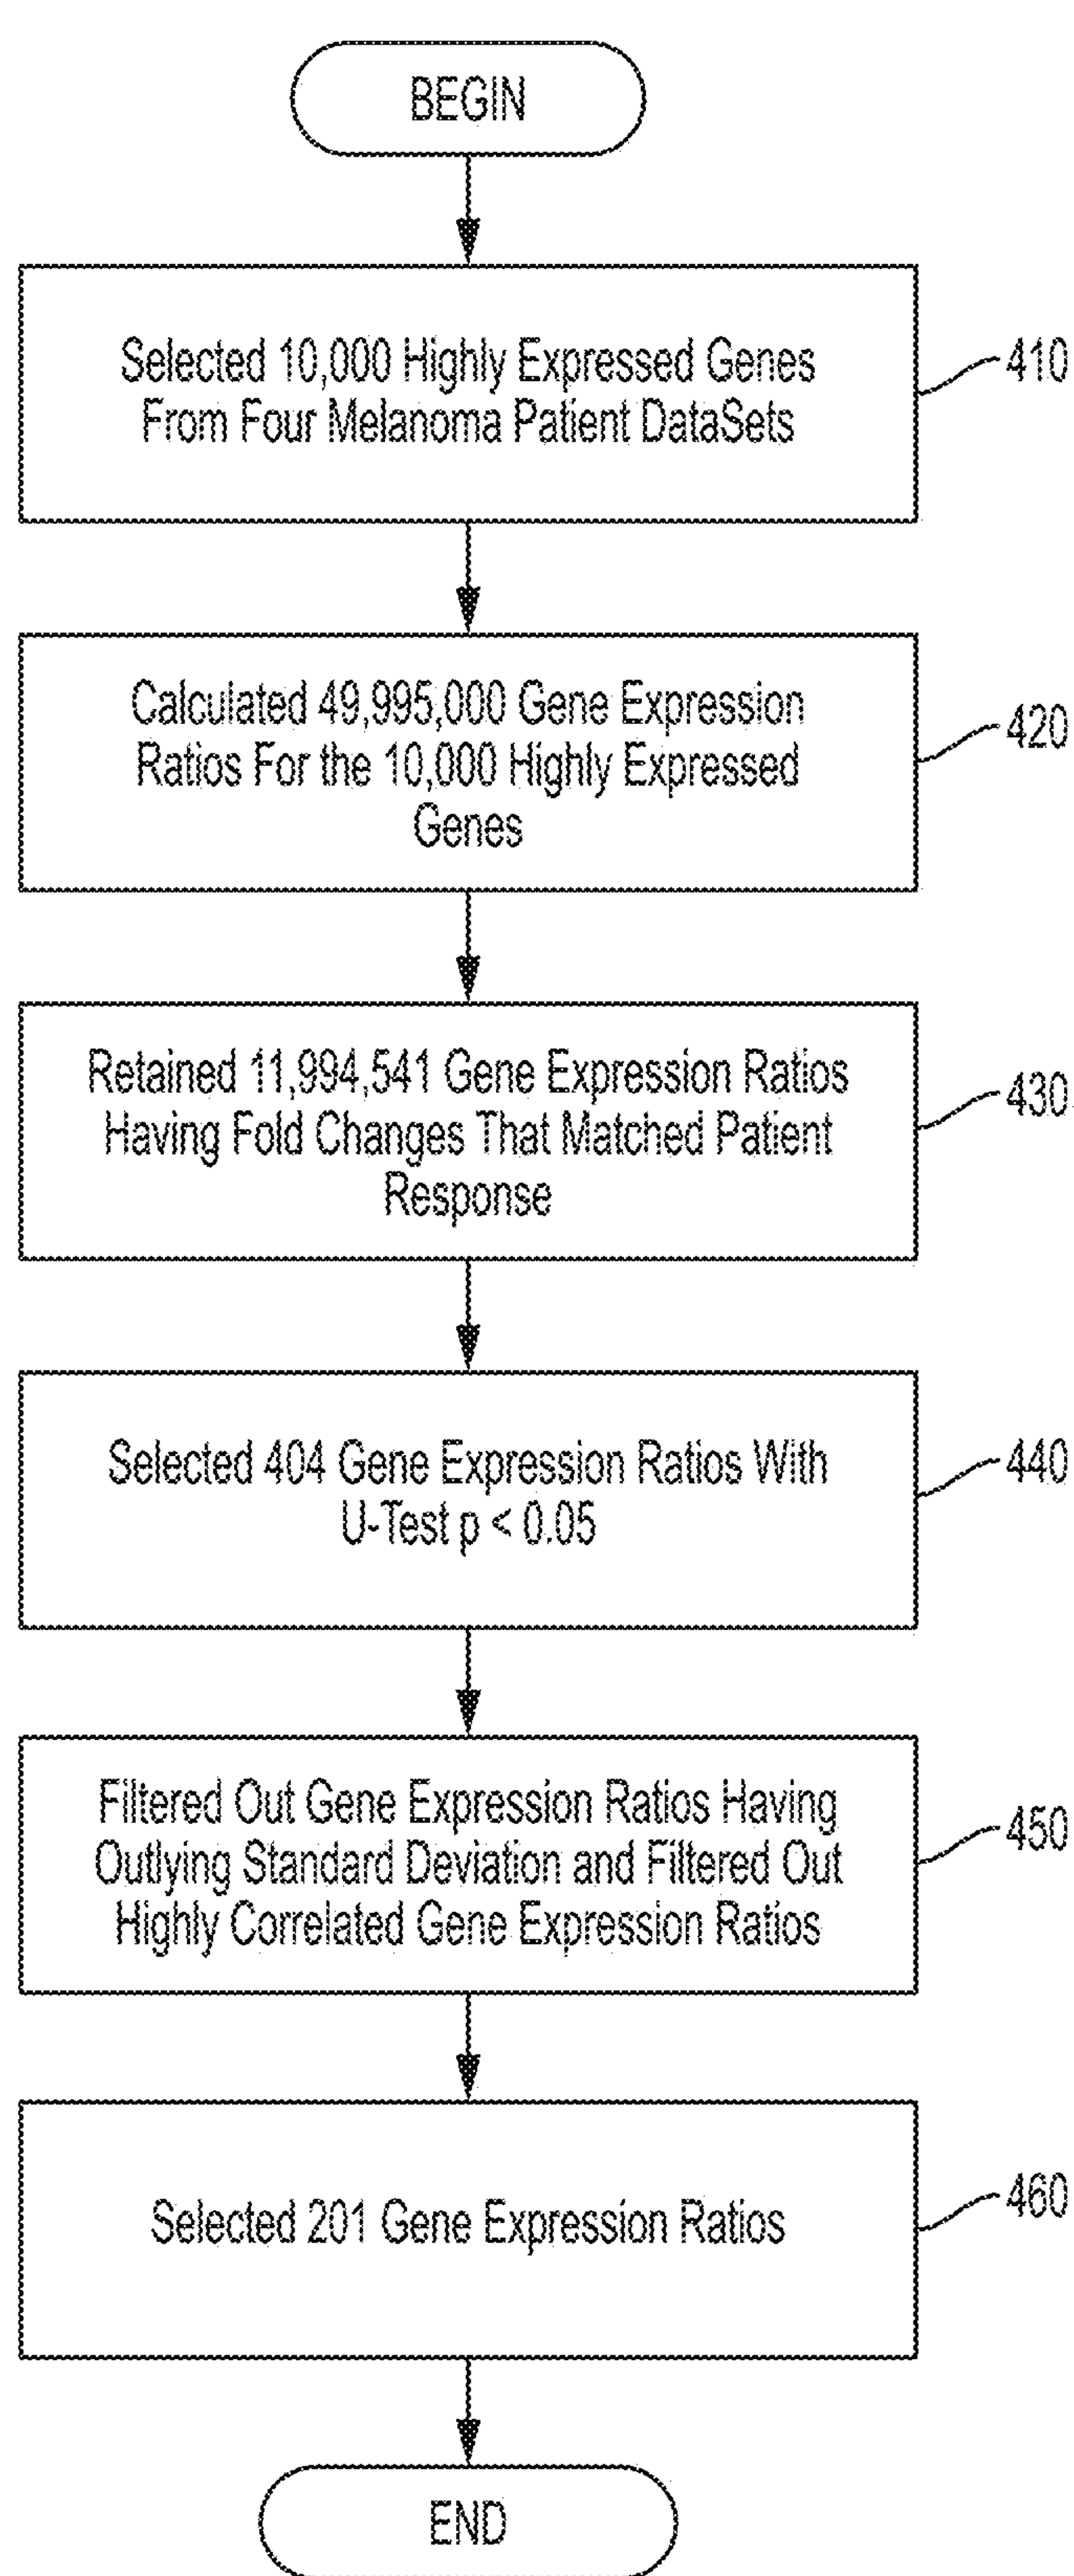 BEGIN
Selected 10,000 Highly Expressed Genes
From Four Melanoma Patient DataSets
410
Calculated 49,995,000 Gene Expression
Ratios For the 10,000 Highly Expressed
Genes
420
Retained 11,994,541 Gene Expression Ratios
Having Fold Changes That Matched Patient
Response
430
Selected 404 Gene Expression Ratios With
U-Test p < 0.05
440
Filtered Out Gene Expression Ratios Having
Outlying Standard Deviation and Filtered Out
Highly Correlated Gene Expression Ratios
450
Selected 201 Gene Expression Ratios
460
END